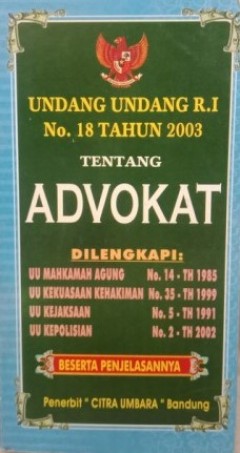 UNDANG UNDANG R.I
No. 18 TAHUN 2003
TENTANG
ADVOKAT
DILENGKAPI:
UU MAHKAMAH AGUNG No. 14 - TH 1985
UU KEKUASAAN KEHAKIMAN No. 35 - TH 1999
UU KEJAKSAAN No. 5 - TH 1991
UU KEPOLISIAN No. 2 - TH 2002
BESERTA PENJELASANNYA
Penerbit " CITRA UMBARA " Bandung